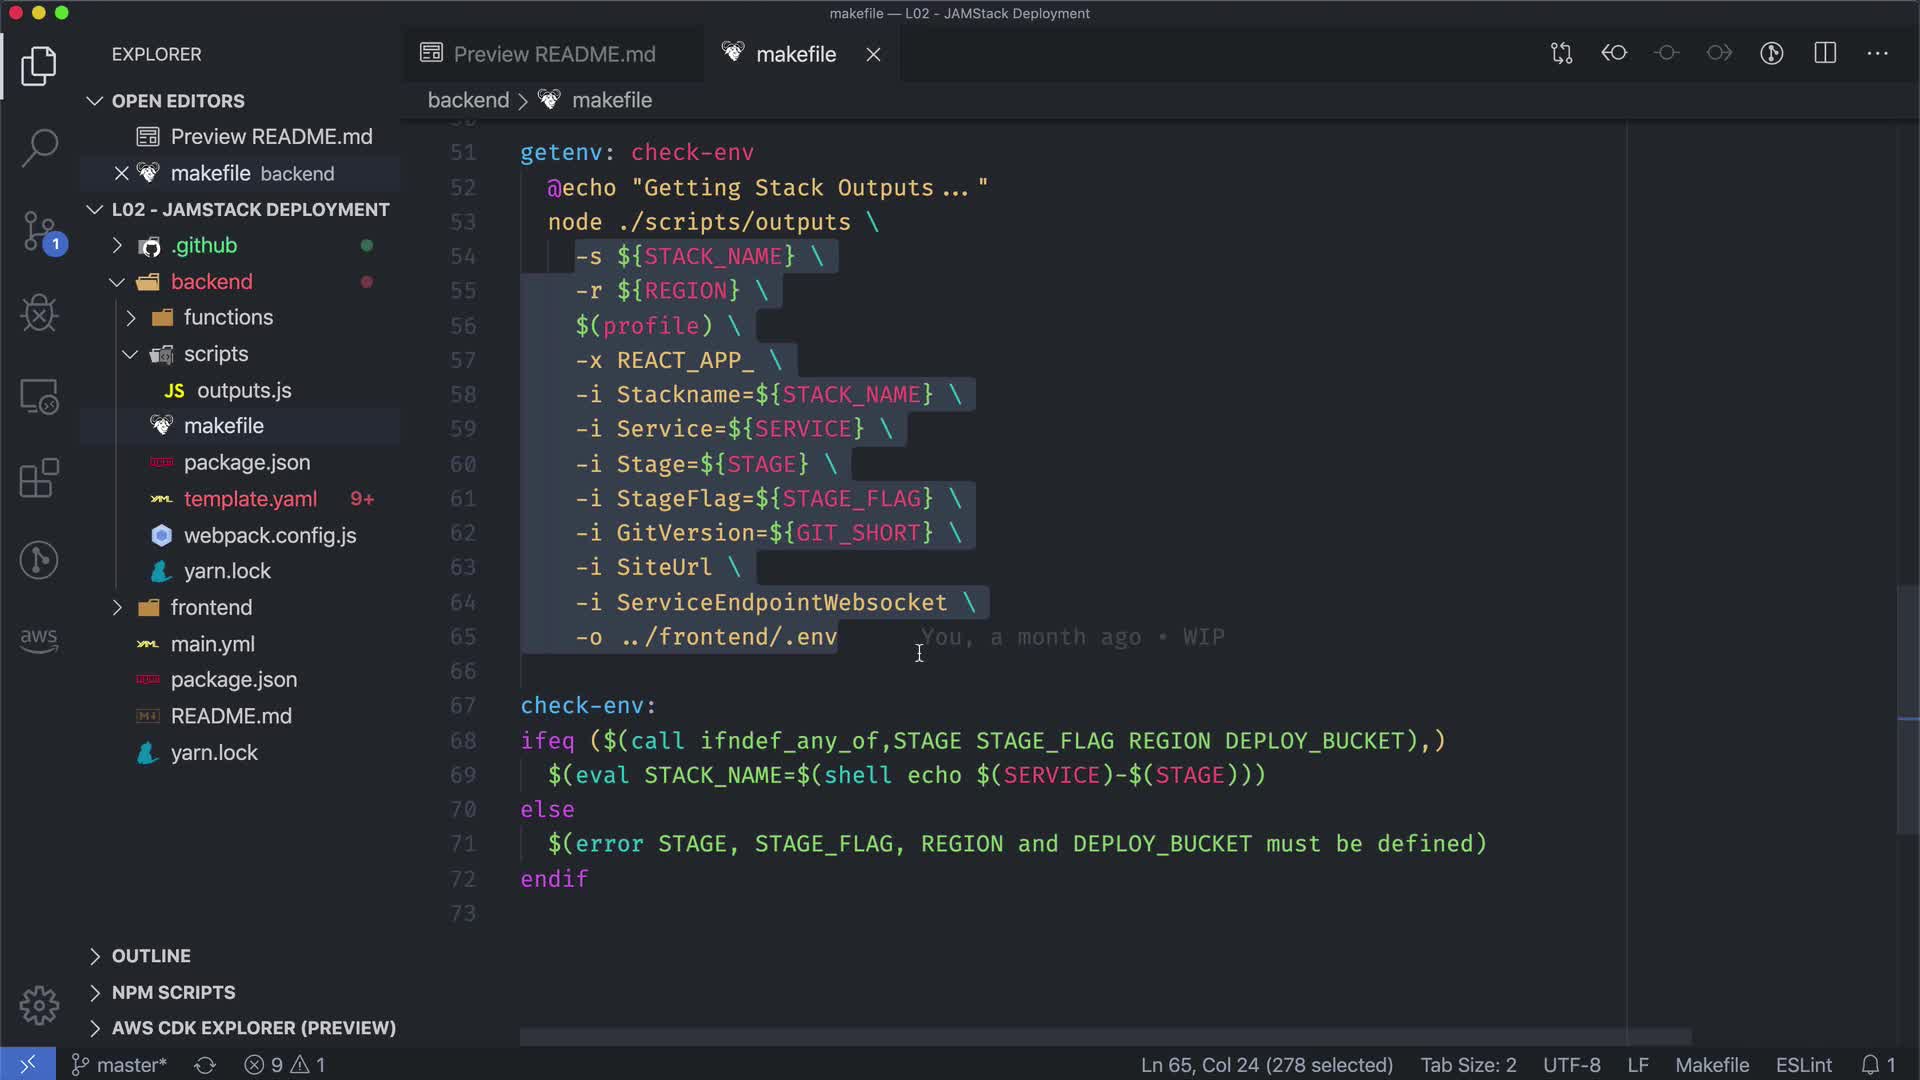 makefile — L02 - JAMStack Deployment
EXPLORER
OPEN EDITORS
Preview README.md
makefile backend
L02 - JAMSTACK DEPLOYMENT
.github
backend
functions
scripts
JS outputs.js
makefile
package.json
template.yaml 9+
webpack.config.js
yarn.lock
frontend
main.yml
package.json
README.md
yarn.lock
OUTLINE
NPM SCRIPTS
AWS CDK EXPLORER (PREVIEW)
1
aws
Preview README.md
makefile
backend > makefile
51 getenv: check-env
52 @echo "Getting Stack Outputs..."
53 node ./scripts/outputs \
54 -s ${STACK_NAME} \
55 -r ${REGION} \
56 $(profile) \
57 -x REACT_APP_ \
58 -i Stackname=${STACK_NAME} \
59 -i Service=${SERVICE} \
60 -i Stage=${STAGE} \
61 -i StageFlag=${STAGE_FLAG} \
62 -i GitVersion=${GIT_SHORT} \
63 -i SiteUrl \
64 -i ServiceEndpointWebsocket \
65 -o ../frontend/.env You, a month ago • WIP
66
67 check-env:
68 ifeq ($(call ifndef_any_of,STAGE STAGE_FLAG REGION DEPLOY_BUCKET),)
69 $(eval STACK_NAME=$(shell echo $(SERVICE)-$(STAGE)))
70 else
71 $(error STAGE, STAGE_FLAG, REGION and DEPLOY_BUCKET must be defined)
72 endif
73
master* 9 1
Ln 65, Col 24 (278 selected) Tab Size: 2 UTF-8 LF Makefile ESLint 1